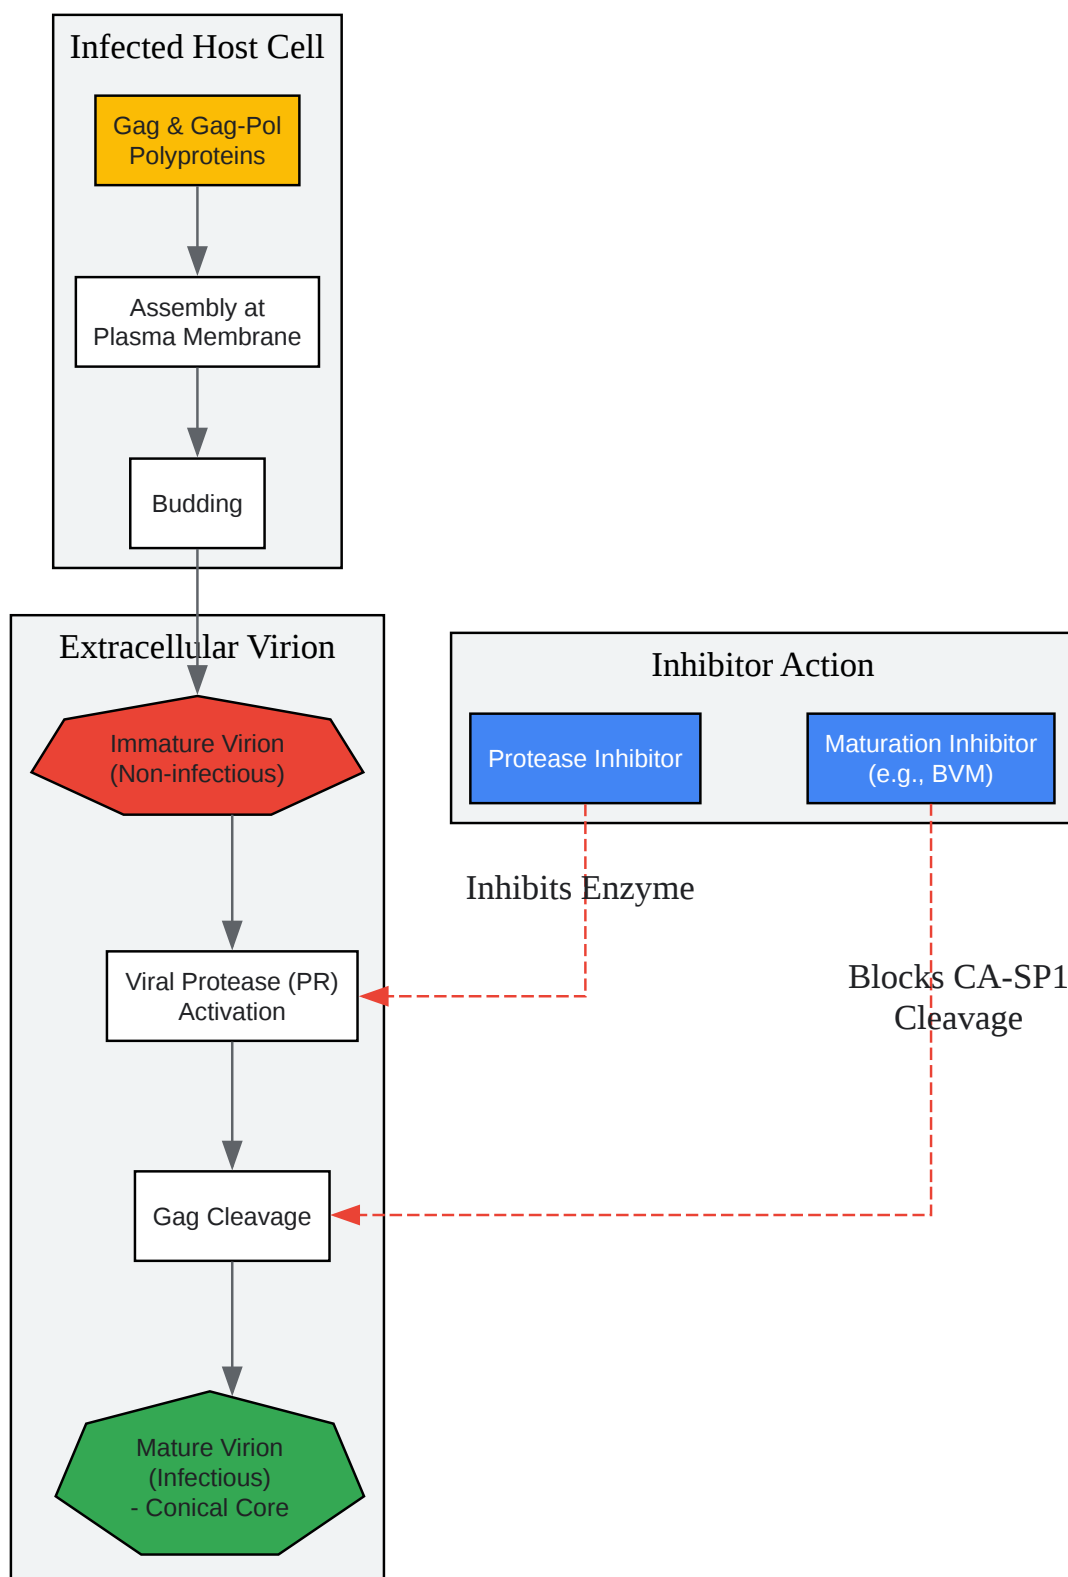 Infected Host Cell
Gag & Gag-Pol
Polyproteins
Assembly at
Plasma Membrane
Budding
Extracellular Virion
Immature Virion
(Non-infectious)
Inhibitor Action
Protease Inhibitor
Maturation Inhibitor
(e.g., BVM)
Inhibits Enzyme
Viral Protease (PR)
Activation
Blocks CA-SP1
Cleavage
Gag Cleavage
Mature Virion
(Infectious)
- Conical Core